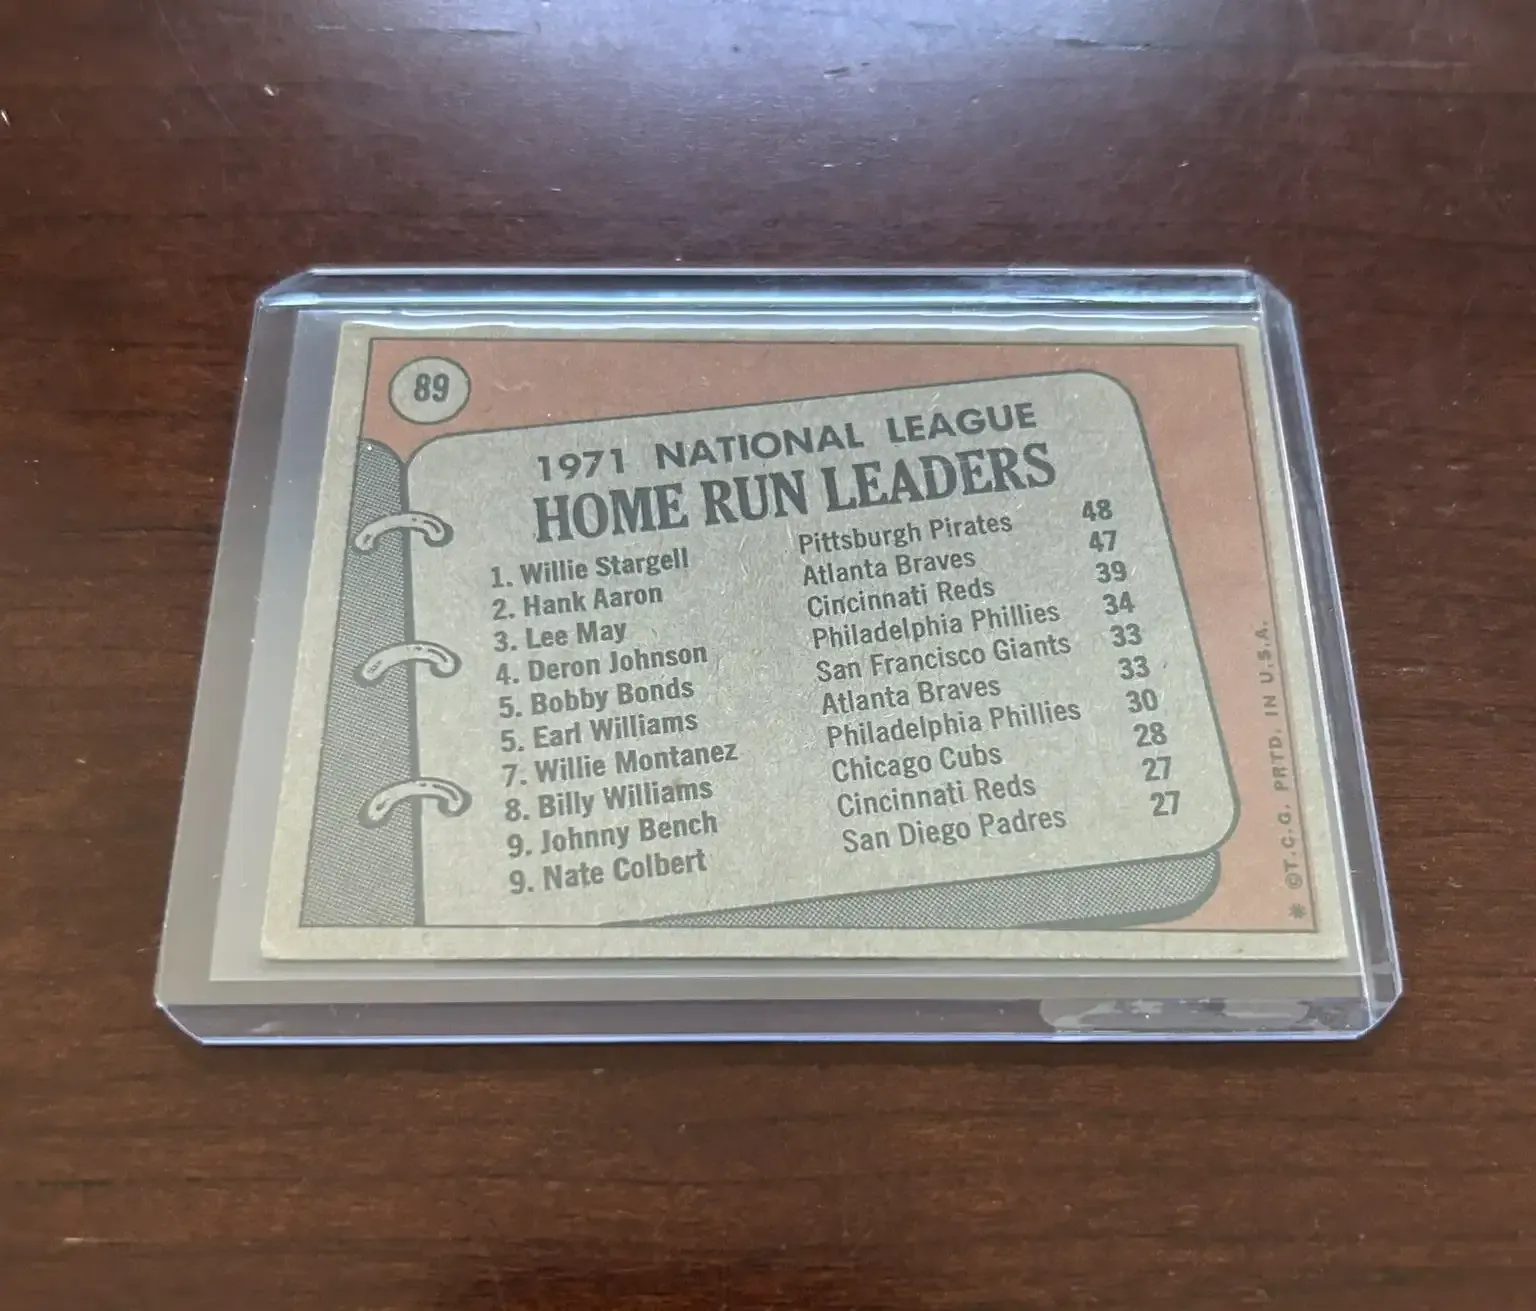 89
1971 NATIONAL LEAGUE
HOME RUN LEADERS
1. Willie Stargell Pittsburgh Pirates 48
2. Hank Aaron Atlanta Braves 47
3. Lee May Cincinnati Reds 39
4. Deron Johnson Philadelphia Phillies 34
5. Bobby Bonds San Francisco Giants 33
5. Earl Williams Atlanta Braves 33
7. Willie Montanez Philadelphia Phillies 30
8. Billy Williams Chicago Cubs 28
9. Johnny Bench Cincinnati Reds 27
9. Nate Colbert San Diego Padres 27
* ©T.C.G. PRTD. IN U.S.A.